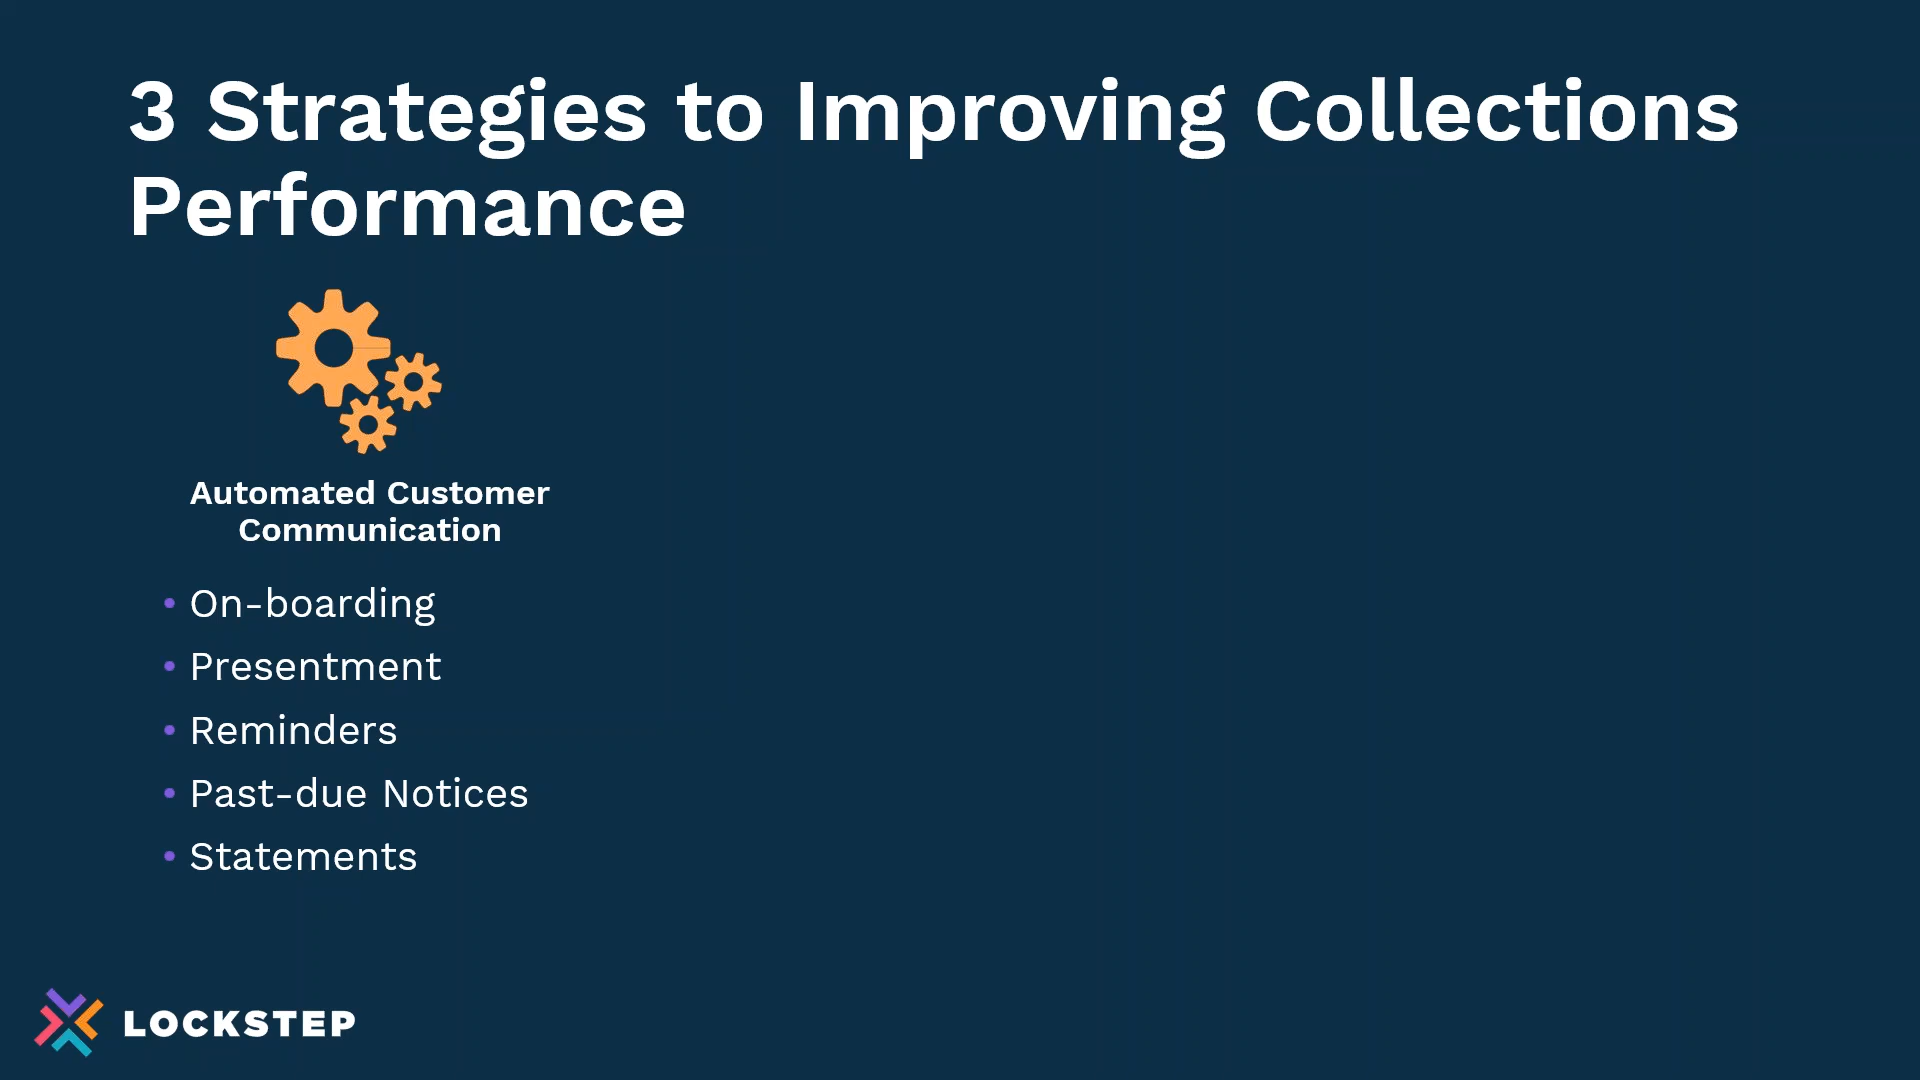 3 Strategies to Improving Collections
Performance
Automated Customer
Communication
• On-boarding
• Presentment
• Reminders
• Past-due Notices
• Statements
LOCKSTEP